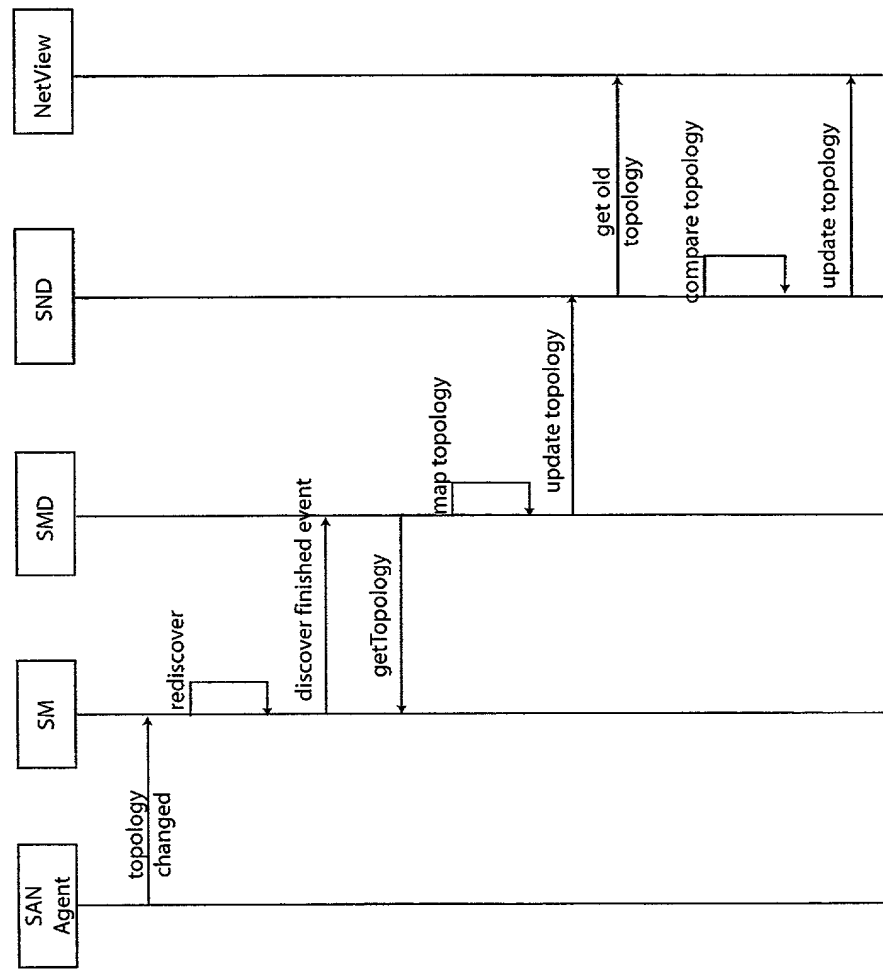 SAN
Agent
SM
SMD
SND
NetView
topology
changed
rediscover
discover finished event
getTopology
map topology
update topology
get old
topology
compare topology
update topology